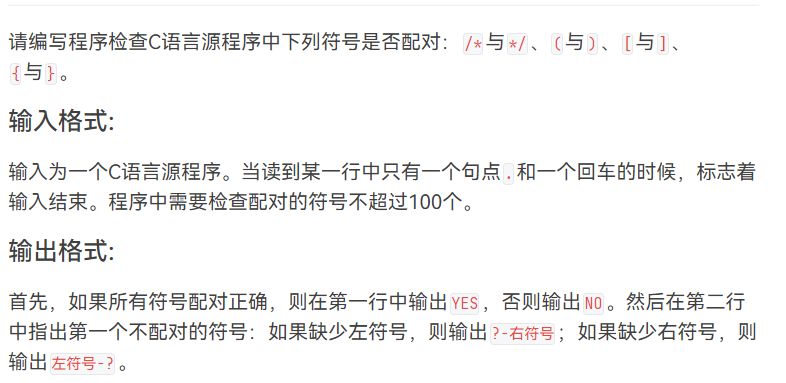 请编写程序检查C语言源程序中下列符号是否配对：/*与*/、(与)、[与]、
{与}。
输入格式:
输入为一个C语言源程序。当读到某一行中只有一个句点.和一个回车的时候，标志着
输入结束。程序中需要检查配对的符号不超过100个。
输出格式:
首先，如果所有符号配对正确，则在第一行中输出YES，否则输出NO。然后在第二行
中指出第一个不配对的符号：如果缺少左符号，则输出?-右符号；如果缺少右符号，则
输出左符号-?。